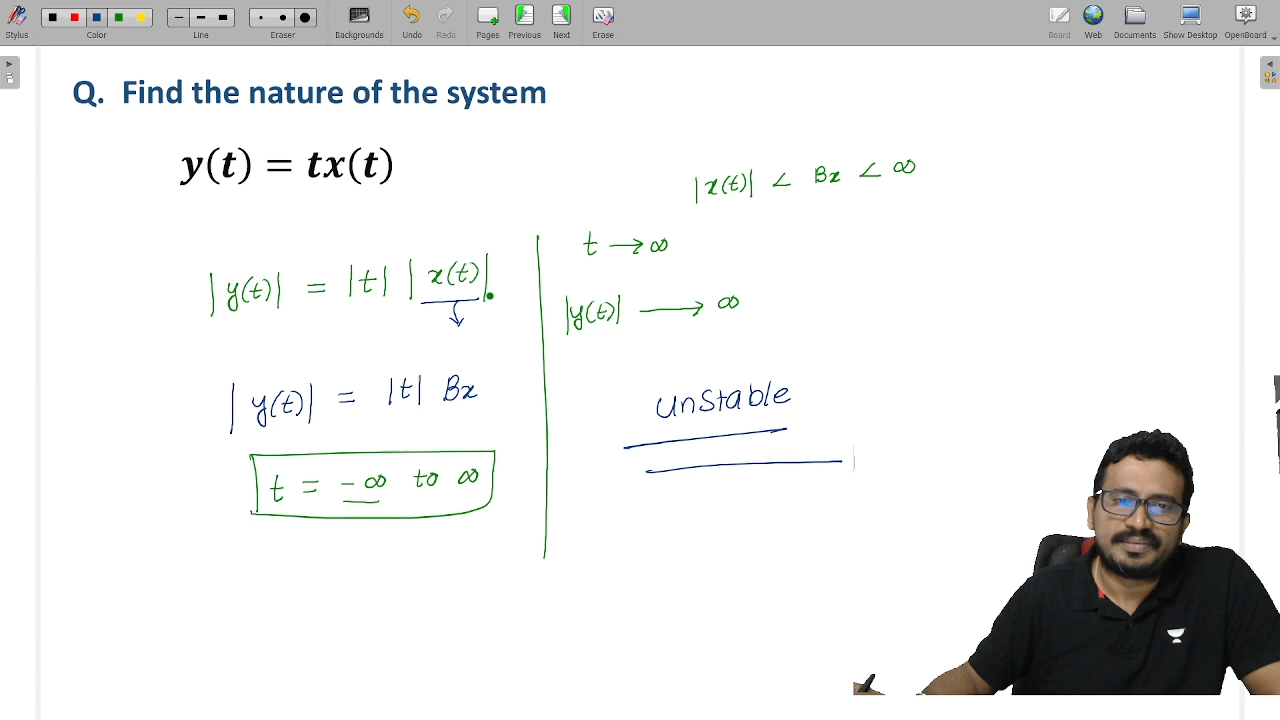 Stylus Color Line Eraser Backgrounds Undo Redo Pages Previous Next Erase Board Web Documents Show Desktop OpenBoard
Q. Find the nature of the system
y(t) = tx(t)
|x(t)| < Bx < ∞
|y(t)| = |t| |x(t)|
|y(t)| = |t| Bx
t = -∞ to ∞
t → ∞
|y(t)| → ∞
unstable